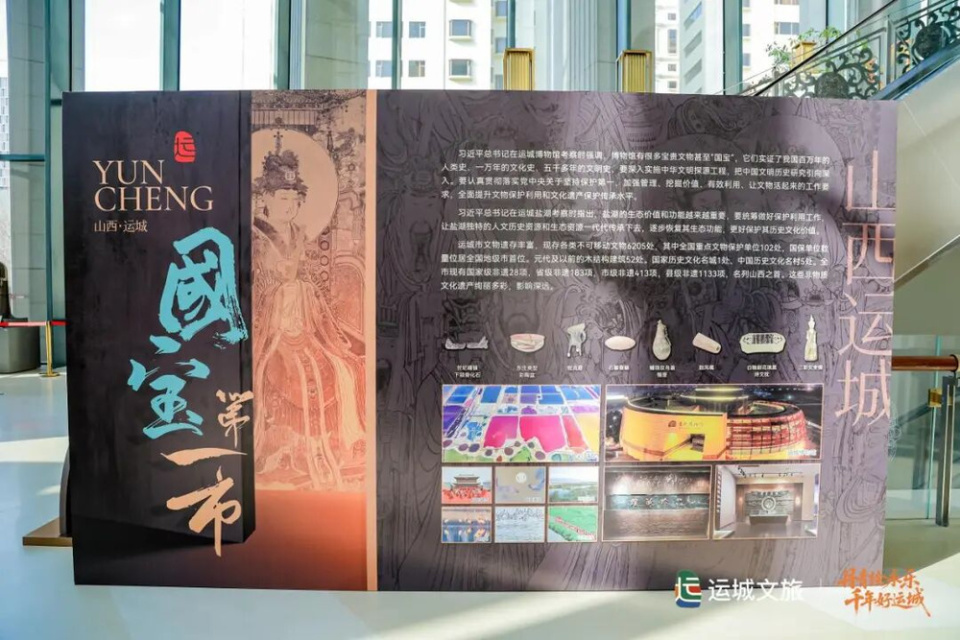 YUN
CHENG
山西·运城
國宝
第一市
习近平总书记在运城博物馆考察时强调，博物馆有很多宝贵文物甚至"国宝"，它们实证了我国百万年的
人类史、一万年的文化史、五千多年的文明史。要深入实施中华文明探源工程，把中国文明历史研究引向深
入。要认真贯彻落实党中央关于坚持保护第一、加强管理、挖掘价值、有效利用、让文物活起来的工作要
求，全面提升文物保护利用和文化遗产保护传承水平。
习近平总书记在运城盐湖考察时指出，盐湖的生态价值和功能越来越重要，要统筹做好保护利用工作，
让盐湖独特的人文历史资源和生态资源一代代传承下去，逐步恢复其生态功能，更好保护其历史文化价值。
运城市文物遗存丰富，现存各类不可移动文物6205处，其中全国重点文物保护单位102处，国保单位数
量位居全国地级市首位。元代及以前的木结构建筑52处。国家历史文化名城1处，中国历史文化名村5处。全
市现有国家级非遗28项，省级非遗183项，市级非遗413项，县级非遗1133项，名列山西之首。这些非物质
文化遗产绚丽多彩，影响深远。
山西运城
运城文旅
千年好运城